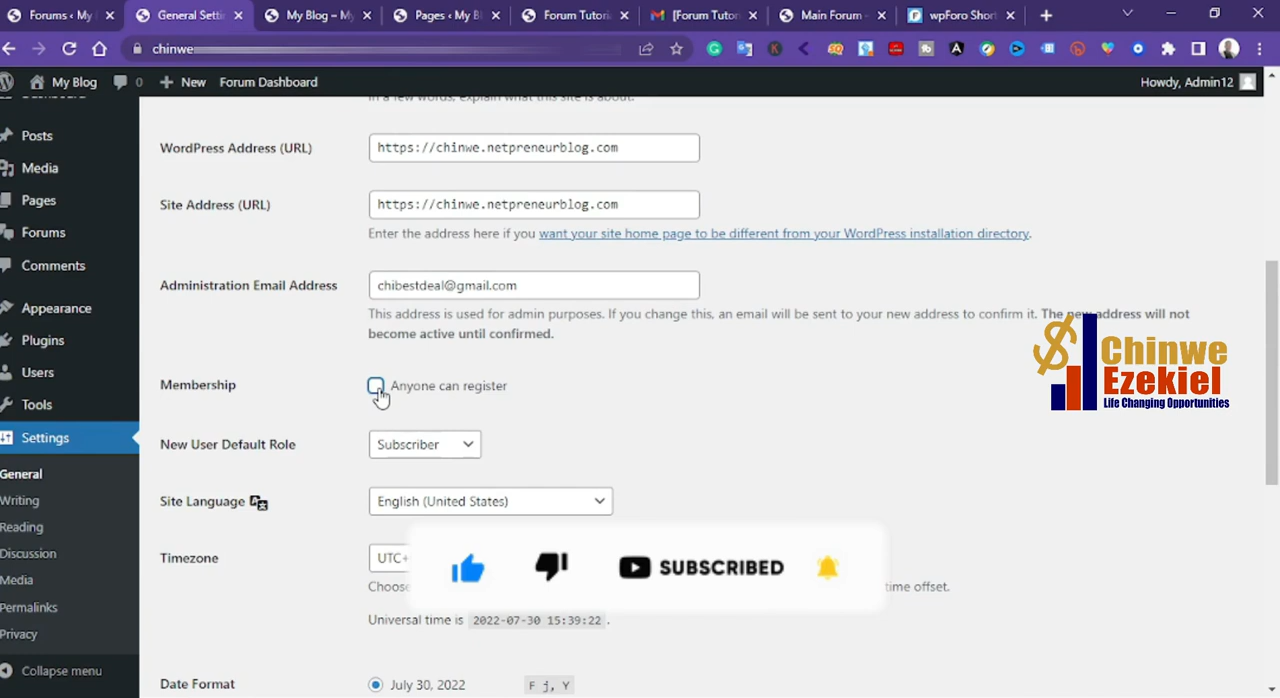 Forums ‹ My
General Setti
My Blog – M
Pages ‹ My B
Forum Tutori
[Forum Tutor
Main Forum -
wpForo Short
chinwe
My Blog
0
New
Forum Dashboard
Howdy, Admin12
Dashboard
Posts
Media
Pages
Forums
Comments
Appearance
Plugins
Users
Tools
Settings
General
Writing
Reading
Discussion
Media
Permalinks
Privacy
Collapse menu
In a few words, explain what this site is about.
WordPress Address (URL)
https://chinwe.netpreneurblog.com
Site Address (URL)
https://chinwe.netpreneurblog.com
Enter the address here if you want your site home page to be different from your WordPress installation directory.
Administration Email Address
chibestdeal@gmail.com
This address is used for admin purposes. If you change this, an email will be sent to your new address to confirm it. The new address will not
become active until confirmed.
Chinwe
Ezekiel
Life Changing Opportunities
Membership
Anyone can register
New User Default Role
Subscriber
Site Language
English (United States)
Timezone
UTC+
SUBSCRIBED
Choose
time offset.
Universal time is 2022-07-30 15:39:22 .
Date Format
July 30, 2022
F j, Y